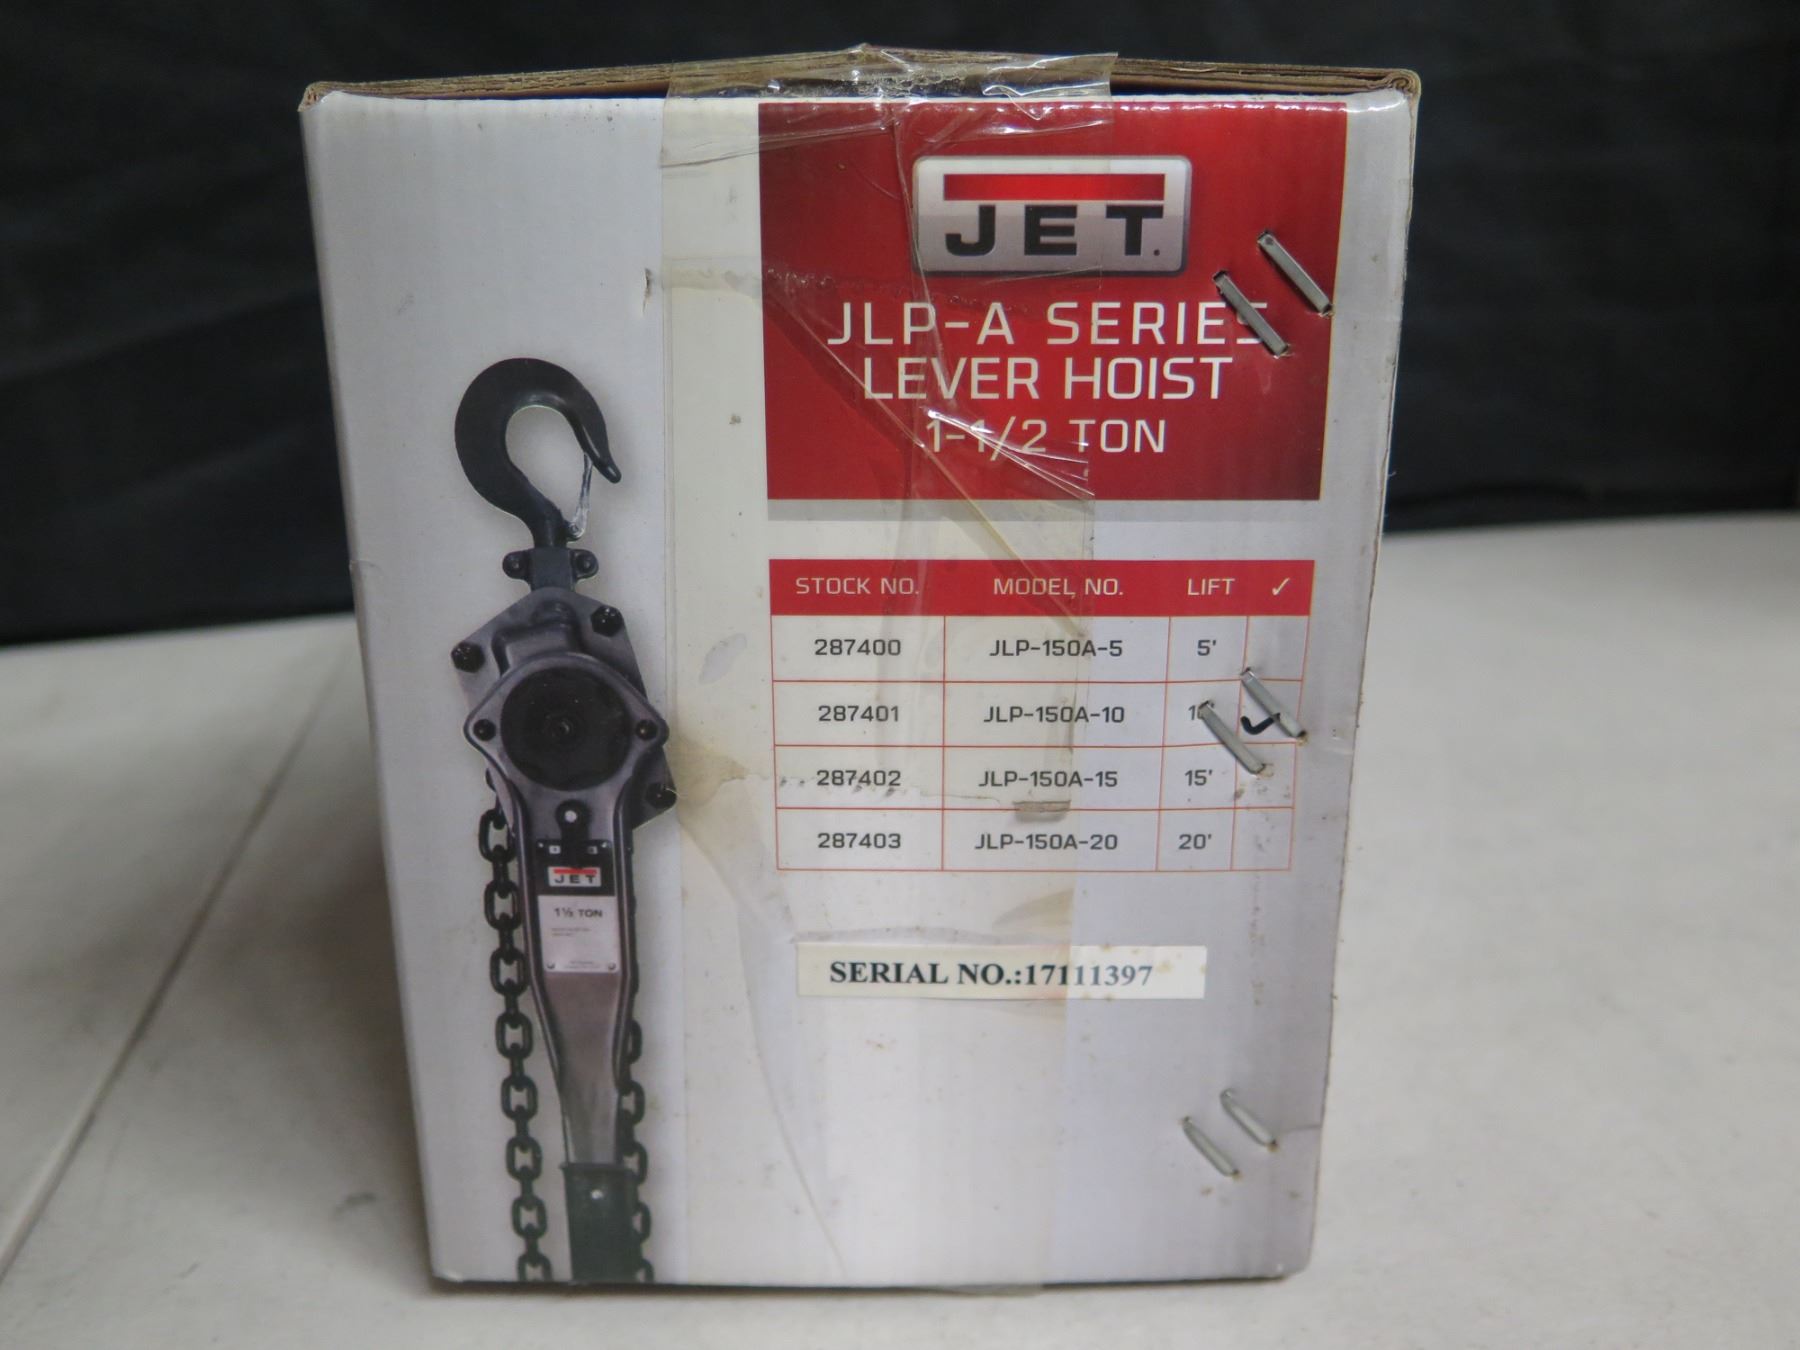 JET
JLP-A SERIES
LEVER HOIST
1-1/2 TON
STOCK NO. MODEL NO. LIFT ✓
287400 JLP-150A-5 5'
287401 JLP-150A-10 ✓
287402 JLP-150A-15 15'
287403 JLP-150A-20 20'
SERIAL NO.:17111397
JET
1½ TON